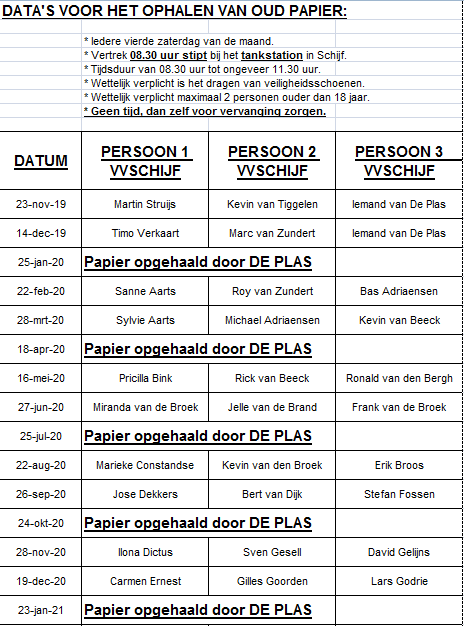 DATA'S VOOR HET OPHALEN VAN OUD PAPIER:
* Iedere vierde zaterdag van de maand.
* Vertrek 08.30 uur stipt bij het tankstation in Schijf.
* Tijdsduur van 08.30 uur tot ongeveer 11.30 uur.
* Wettelijk verplicht is het dragen van veiligheidsschoenen.
* Wettelijk verplicht maximaal 2 personen ouder dan 18 jaar.
* Geen tijd, dan zelf voor vervanging zorgen.
DATUM PERSOON 1 VVSCHIJF PERSOON 2 VVSCHIJF PERSOON 3 VVSCHIJF
23-nov-19 Martin Struijs Kevin van Tiggelen Iemand van De Plas
14-dec-19 Timo Verkaart Marc van Zundert Iemand van De Plas
25-jan-20 Papier opgehaald door DE PLAS
22-feb-20 Sanne Aarts Roy van Zundert Bas Adriaensen
28-mrt-20 Sylvie Aarts Michael Adriaensen Kevin van Beeck
18-apr-20 Papier opgehaald door DE PLAS
16-mei-20 Pricilla Bink Rick van Beeck Ronald van den Bergh
27-jun-20 Miranda van de Broek Jelle van de Brand Frank van de Broek
25-jul-20 Papier opgehaald door DE PLAS
22-aug-20 Marieke Constandse Kevin van den Broek Erik Broos
26-sep-20 Jose Dekkers Bert van Dijk Stefan Fossen
24-okt-20 Papier opgehaald door DE PLAS
28-nov-20 Ilona Dictus Sven Gesell David Gelijns
19-dec-20 Carmen Ernest Gilles Goorden Lars Godrie
23-jan-21 Papier opgehaald door DE PLAS